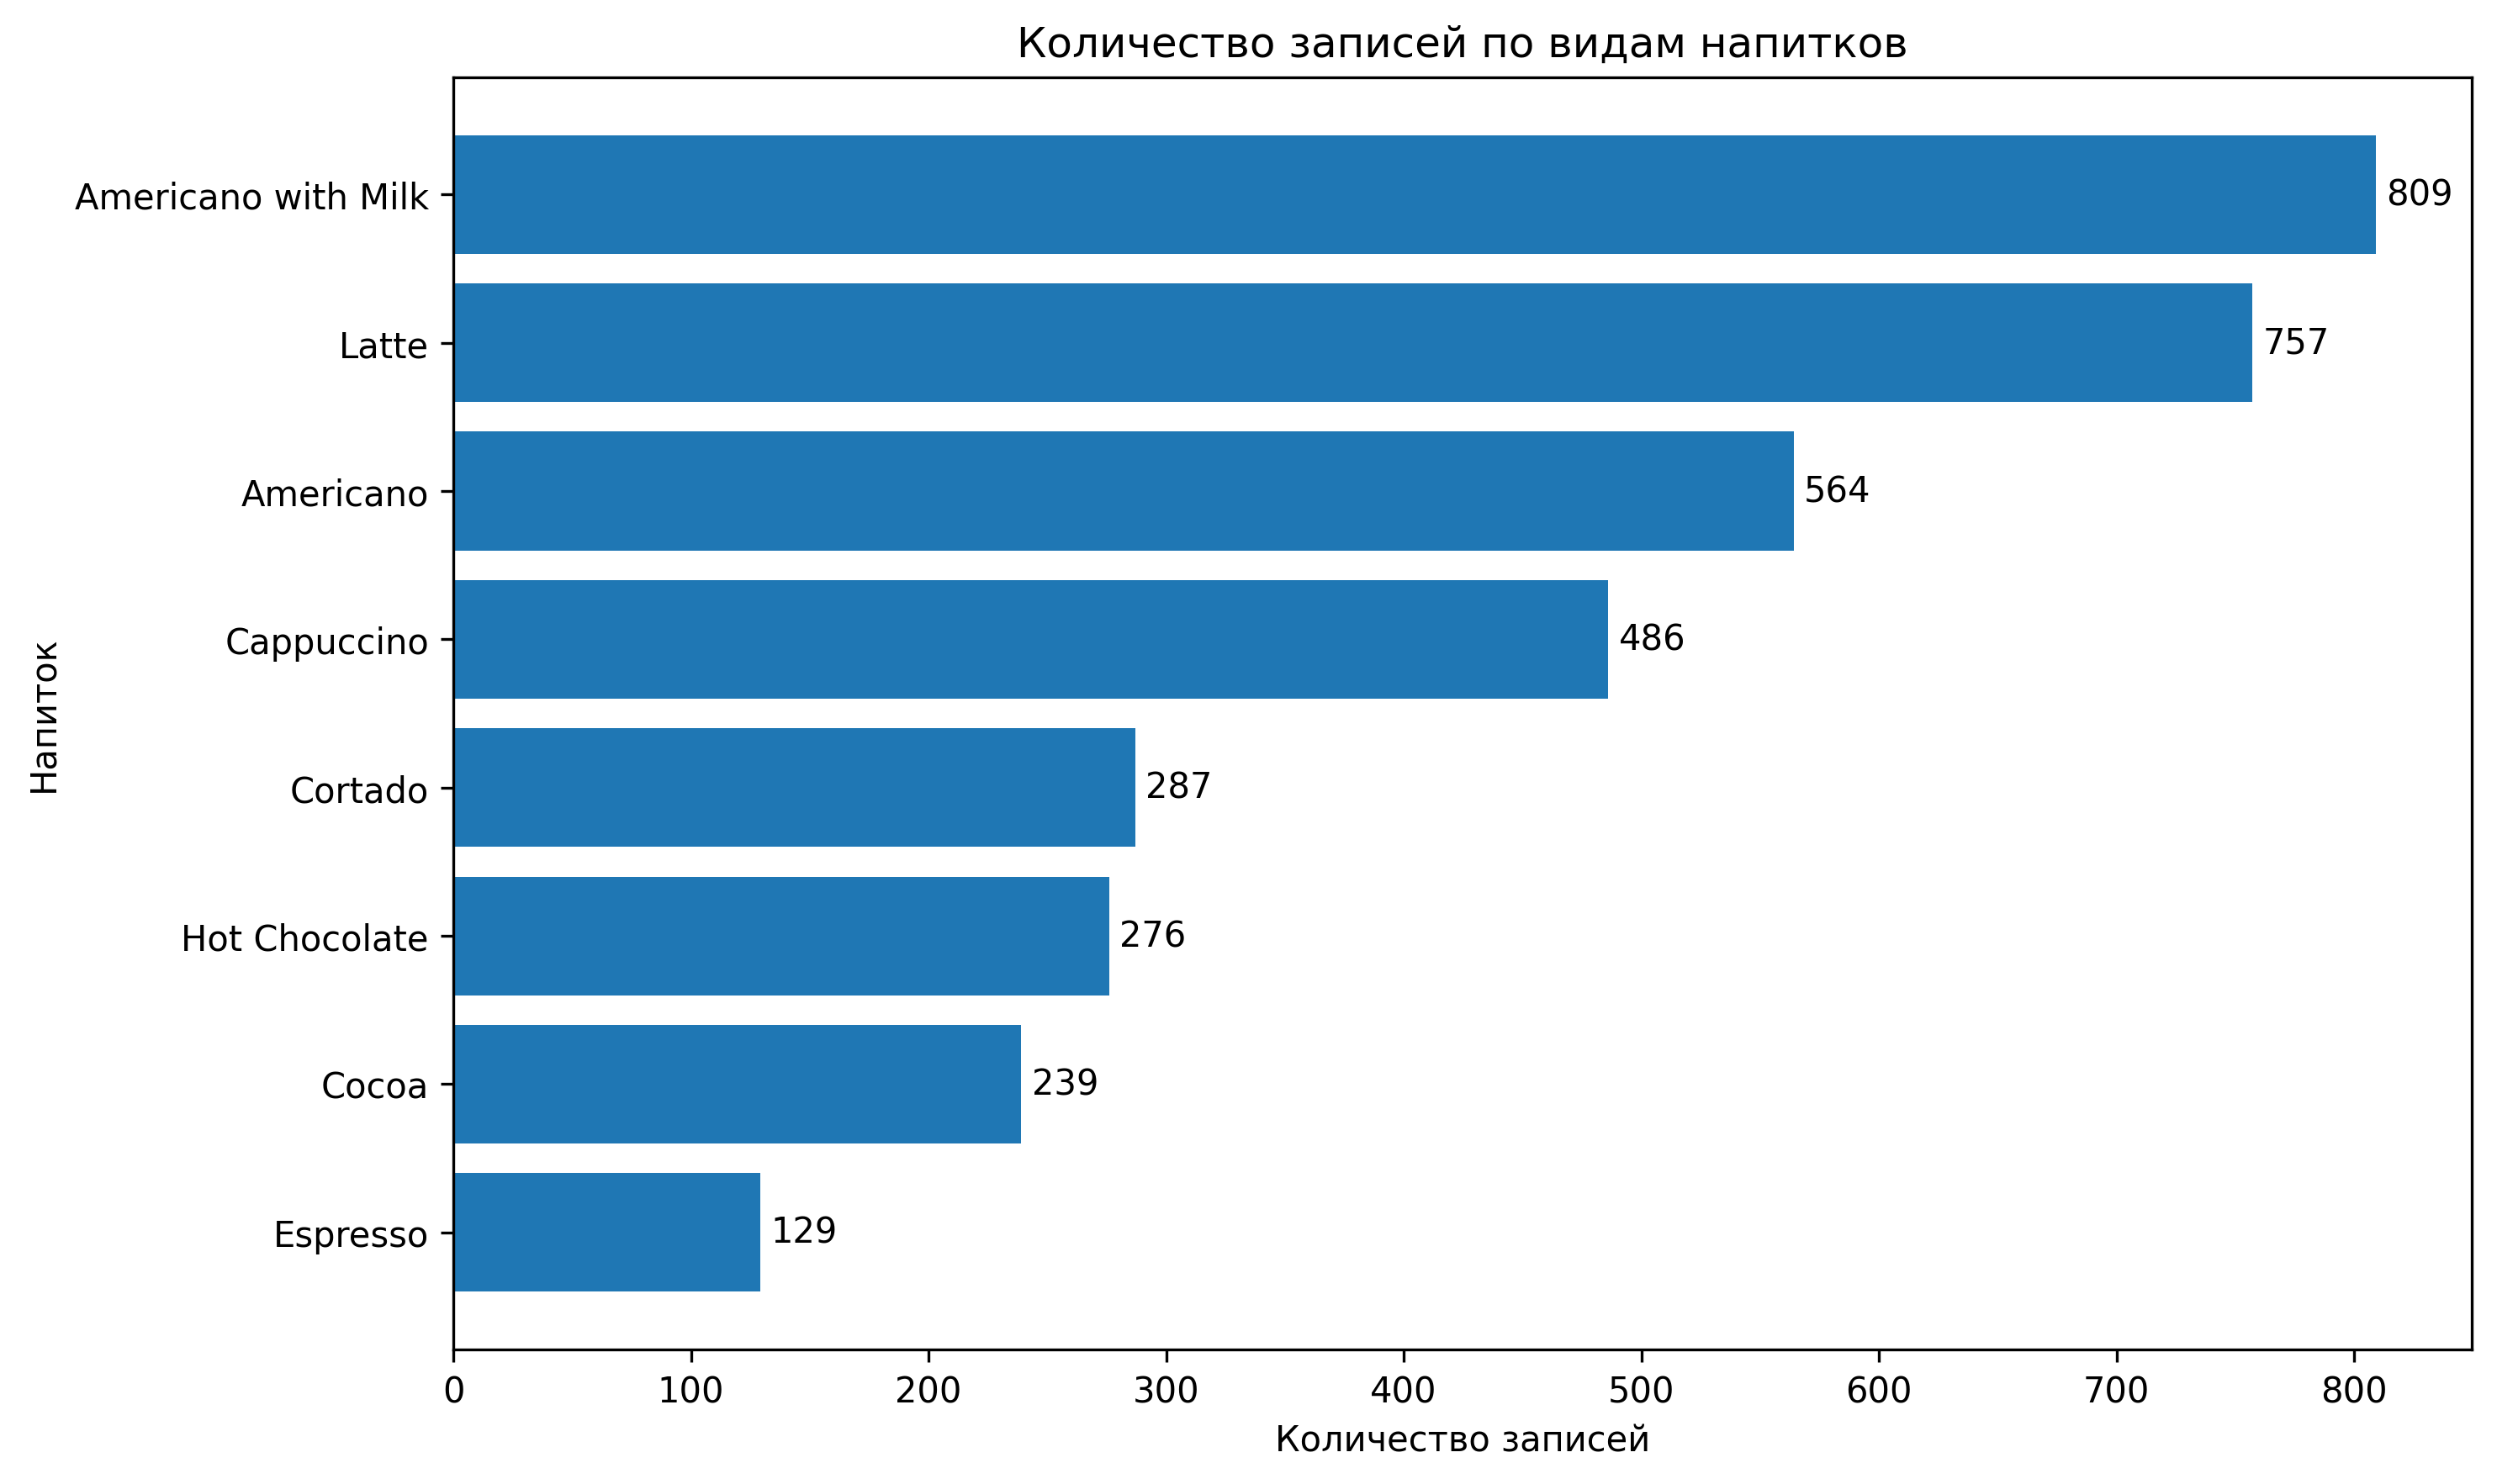 Количество записей по видам напитков
Americano with Milk
809
Latte
757
Americano
564
Cappuccino
486
Cortado
287
Hot Chocolate
276
Cocoa
239
Espresso
129
Напиток
0 100 200 300 400 500 600 700 800
Количество записей